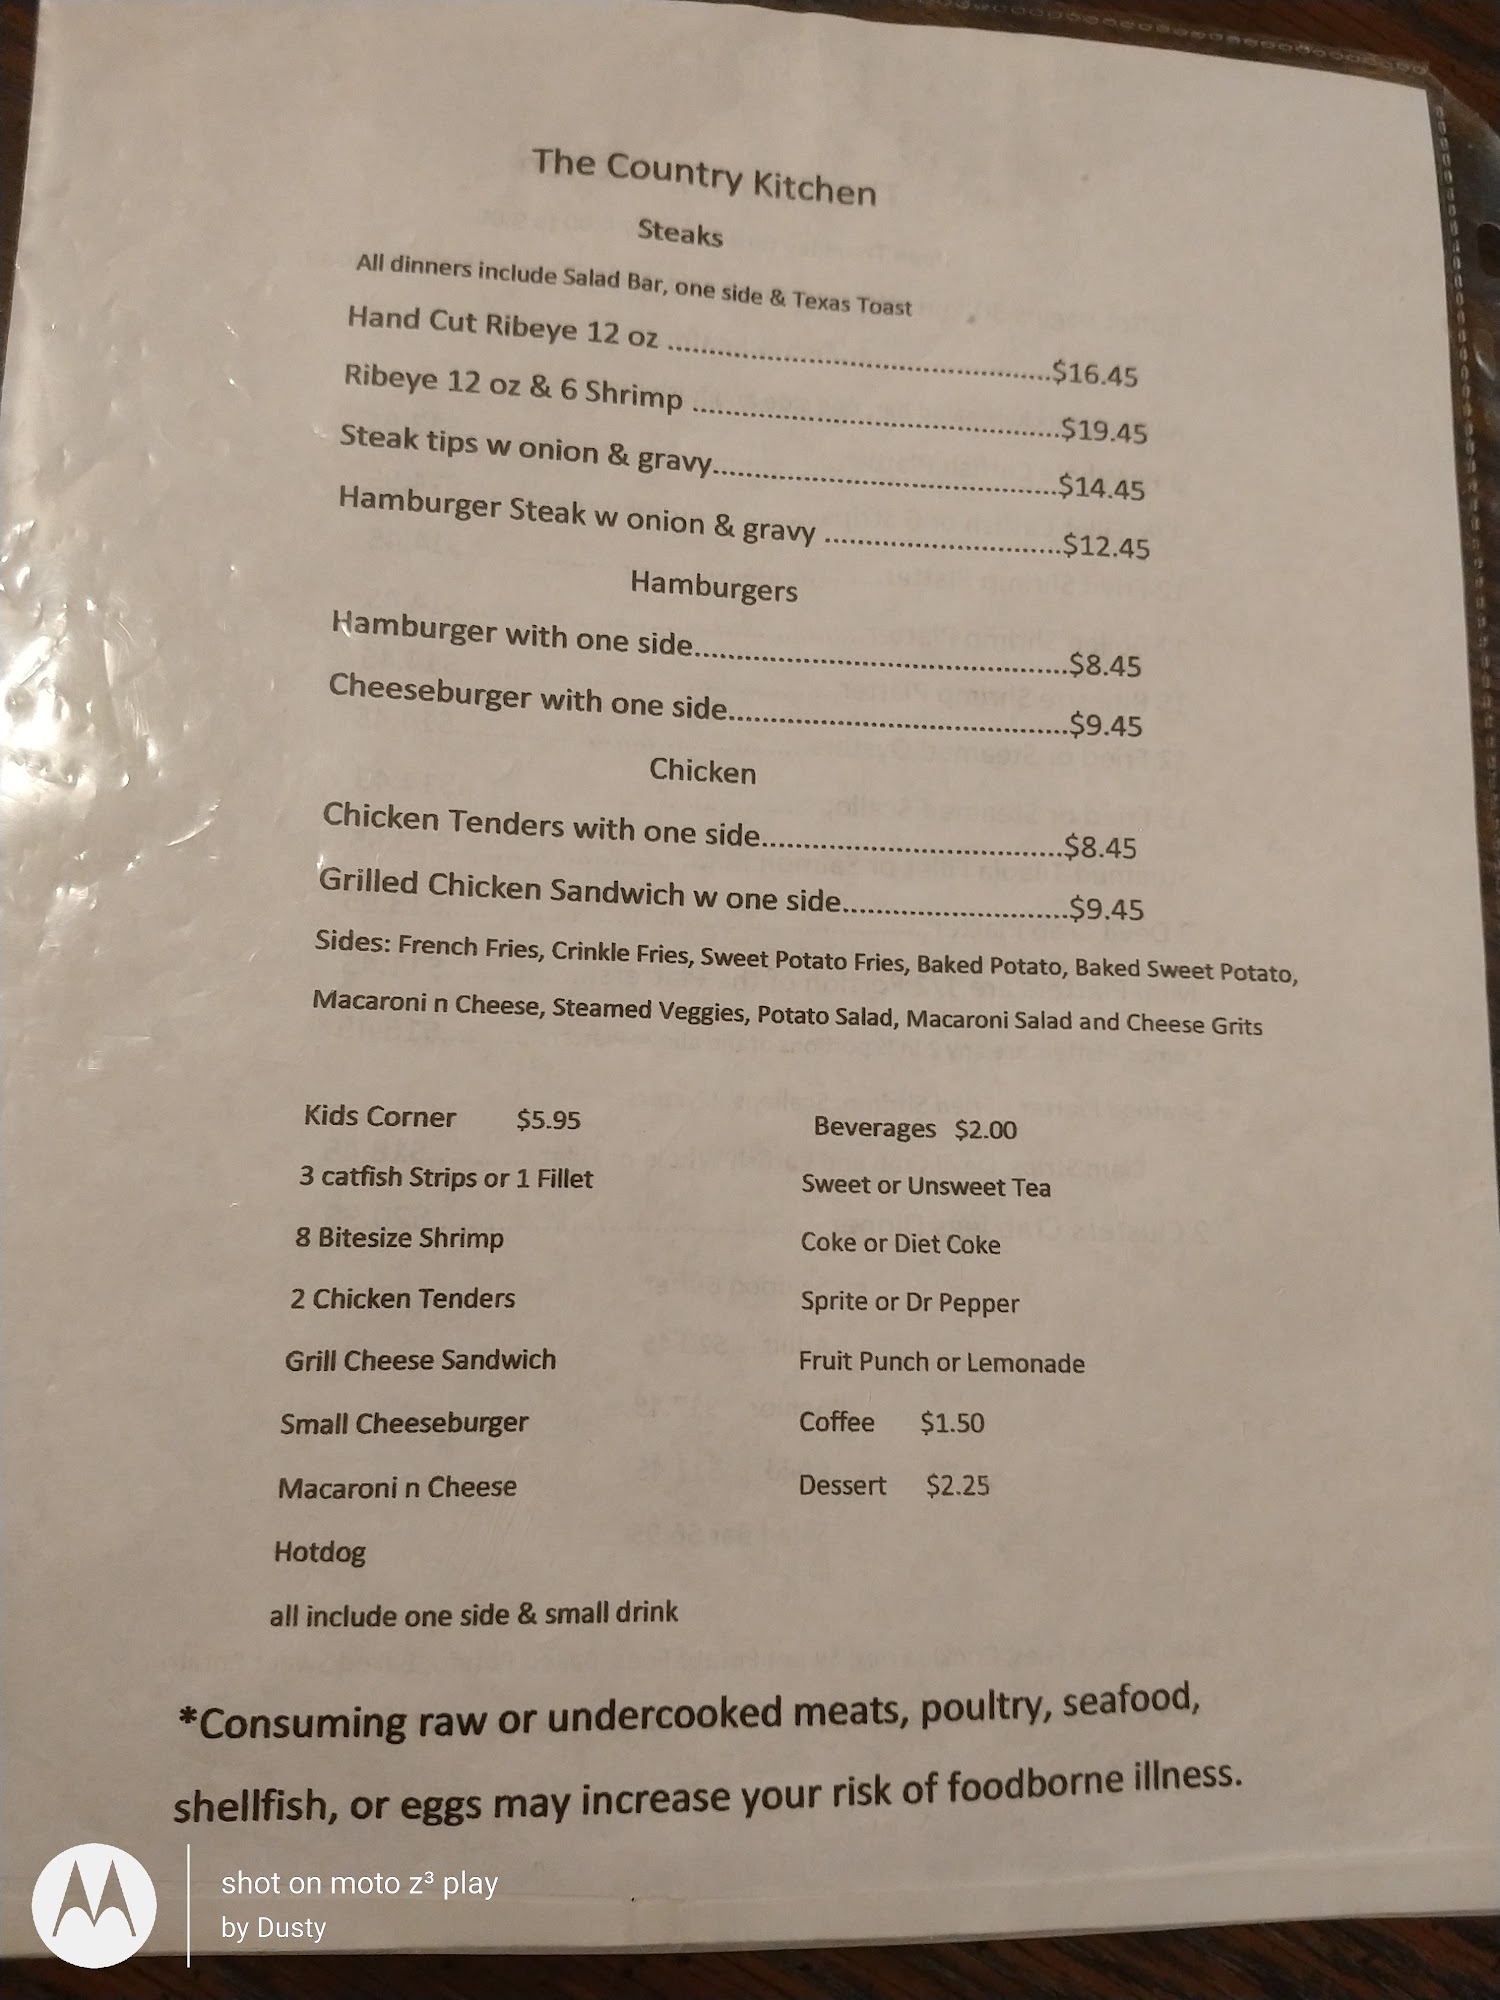 The Country Kitchen
Steaks
All dinners include Salad Bar, one side & Texas Toast
Hand Cut Ribeye 12 oz ............................................$16.45
Ribeye 12 oz & 6 Shrimp ..........................................$19.45
Steak tips w onion & gravy.......................................$14.45
Hamburger Steak w onion & gravy ...........................$12.45
Hamburgers
Hamburger with one side...........................................$8.45
Cheeseburger with one side.......................................$9.45
Chicken
Chicken Tenders with one side..................................$8.45
Grilled Chicken Sandwich w one side..........................$9.45
Sides: French Fries, Crinkle Fries, Sweet Potato Fries, Baked Potato, Baked Sweet Potato,
Macaroni n Cheese, Steamed Veggies, Potato Salad, Macaroni Salad and Cheese Grits
Kids Corner $5.95
3 catfish Strips or 1 Fillet
8 Bitesize Shrimp
2 Chicken Tenders
Grill Cheese Sandwich
Small Cheeseburger
Macaroni n Cheese
Hotdog
all include one side & small drink
Beverages $2.00
Sweet or Unsweet Tea
Coke or Diet Coke
Sprite or Dr Pepper
Fruit Punch or Lemonade
Coffee $1.50
Dessert $2.25
*Consuming raw or undercooked meats, poultry, seafood,
shellfish, or eggs may increase your risk of foodborne illness.
shot on moto z³ play
by Dusty